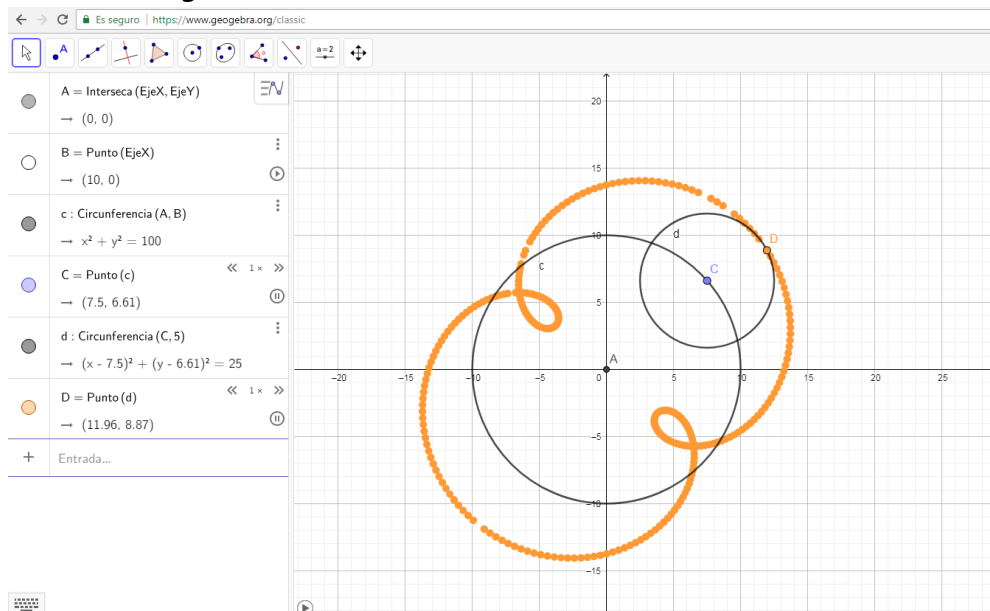 Es seguro | https://www.geogebra.org/classic
A
a=2
A = Interseca (EjeX, EjeY)
→ (0, 0)
B = Punto (EjeX)
→ (10, 0)
c : Circunferencia (A, B)
→ x² + y² = 100
C = Punto (c)
1 ×
→ (7.5, 6.61)
d : Circunferencia (C, 5)
→ (x - 7.5)² + (y - 6.61)² = 25
D = Punto (d)
1 ×
→ (11.96, 8.87)
Entrada...
20
15
10
5
0
−5
−10
−15
−20
−15
−10
−5
5
10
15
20
25
A
c
d
C
D